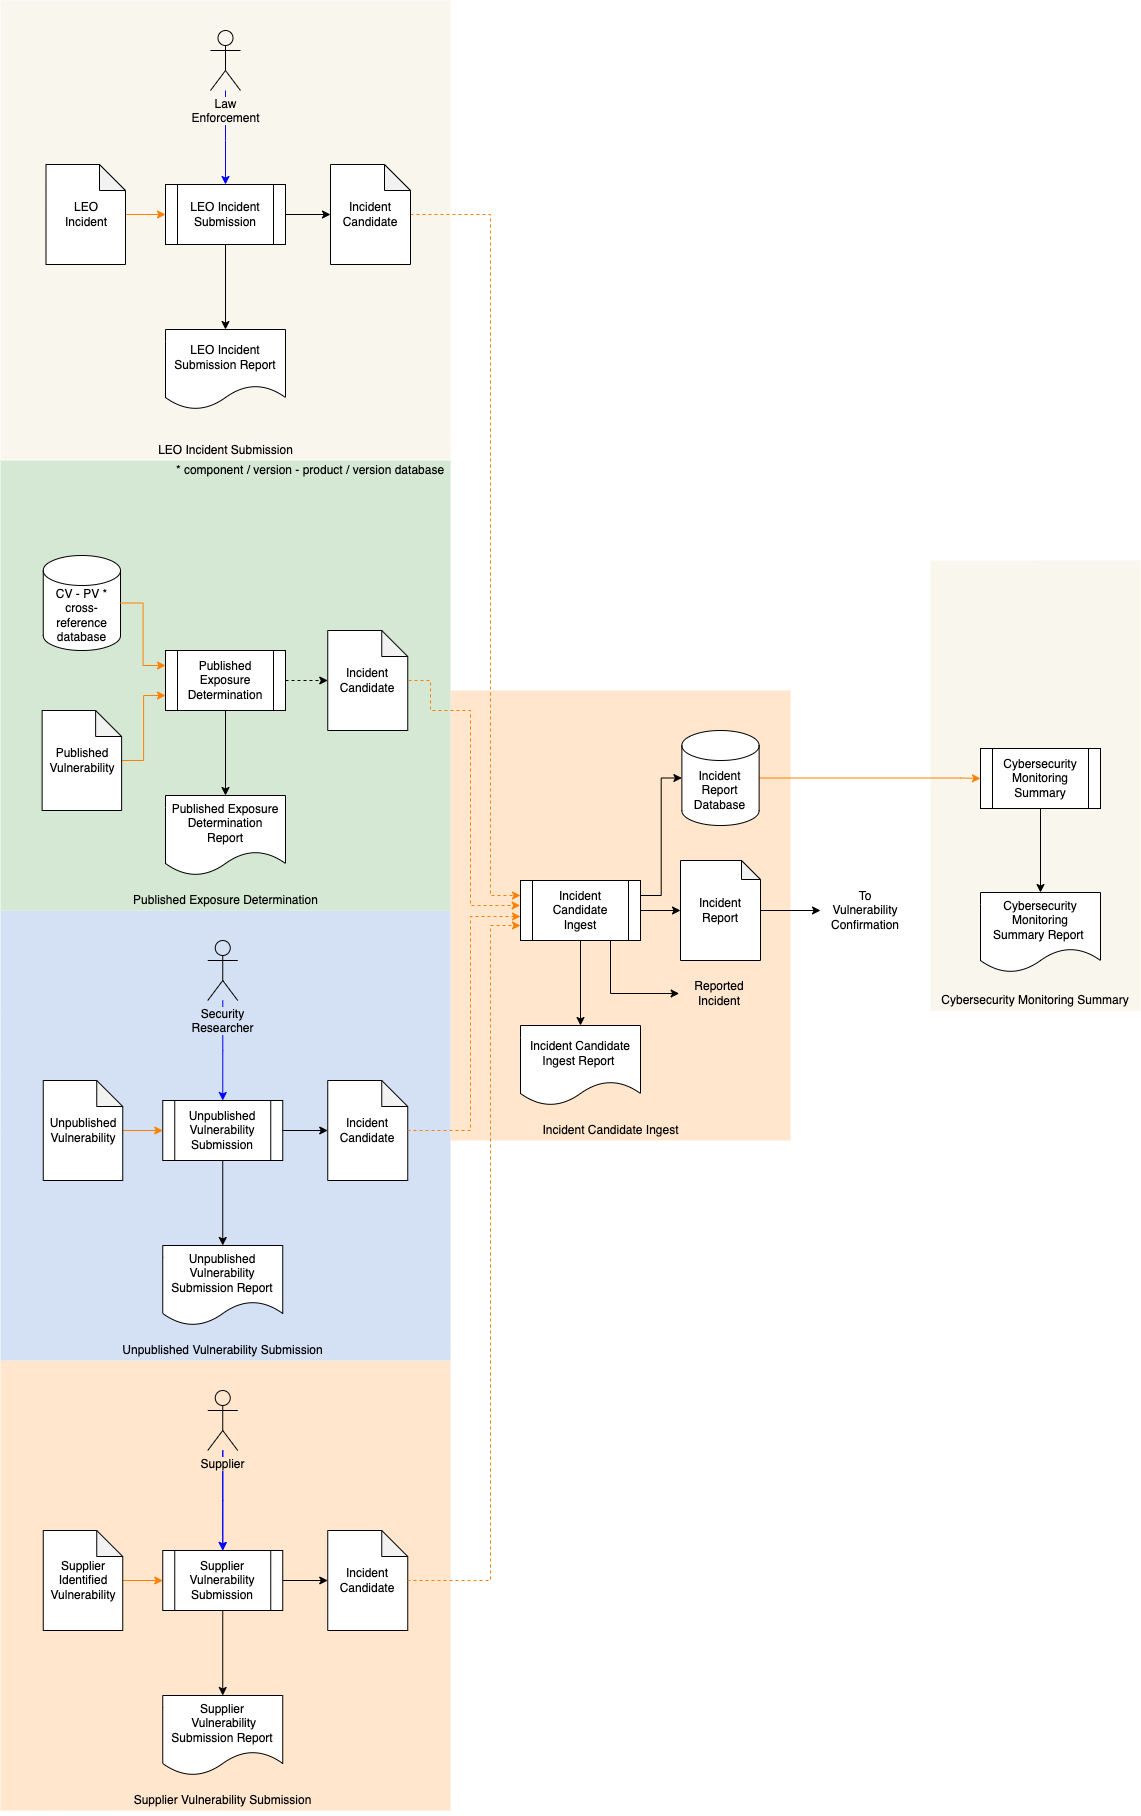 Law
Enforcement
LEO
Incident
LEO Incident
Submission
Incident
Candidate
LEO Incident
Submission Report
LEO Incident Submission
* component / version - product / version database
CV - PV *
cross-
reference
database
Published
Exposure
Determination
Incident
Candidate
Published
Vulnerability
Published Exposure
Determination
Report
Published Exposure Determination
Security
Researcher
Unpublished
Vulnerability
Unpublished
Vulnerability
Submission
Incident
Candidate
Unpublished
Vulnerability
Submission Report
Unpublished Vulnerability Submission
Supplier
Supplier
Identified
Vulnerability
Supplier
Vulnerability
Submission
Incident
Candidate
Supplier
Vulnerability
Submission Report
Supplier Vulnerability Submission
Incident
Report
Database
Incident
Candidate
Ingest
Incident
Report
To
Vulnerability
Confirmation
Reported
Incident
Incident Candidate
Ingest Report
Incident Candidate Ingest
Cybersecurity
Monitoring
Summary
Cybersecurity
Monitoring
Summary Report
Cybersecurity Monitoring Summary